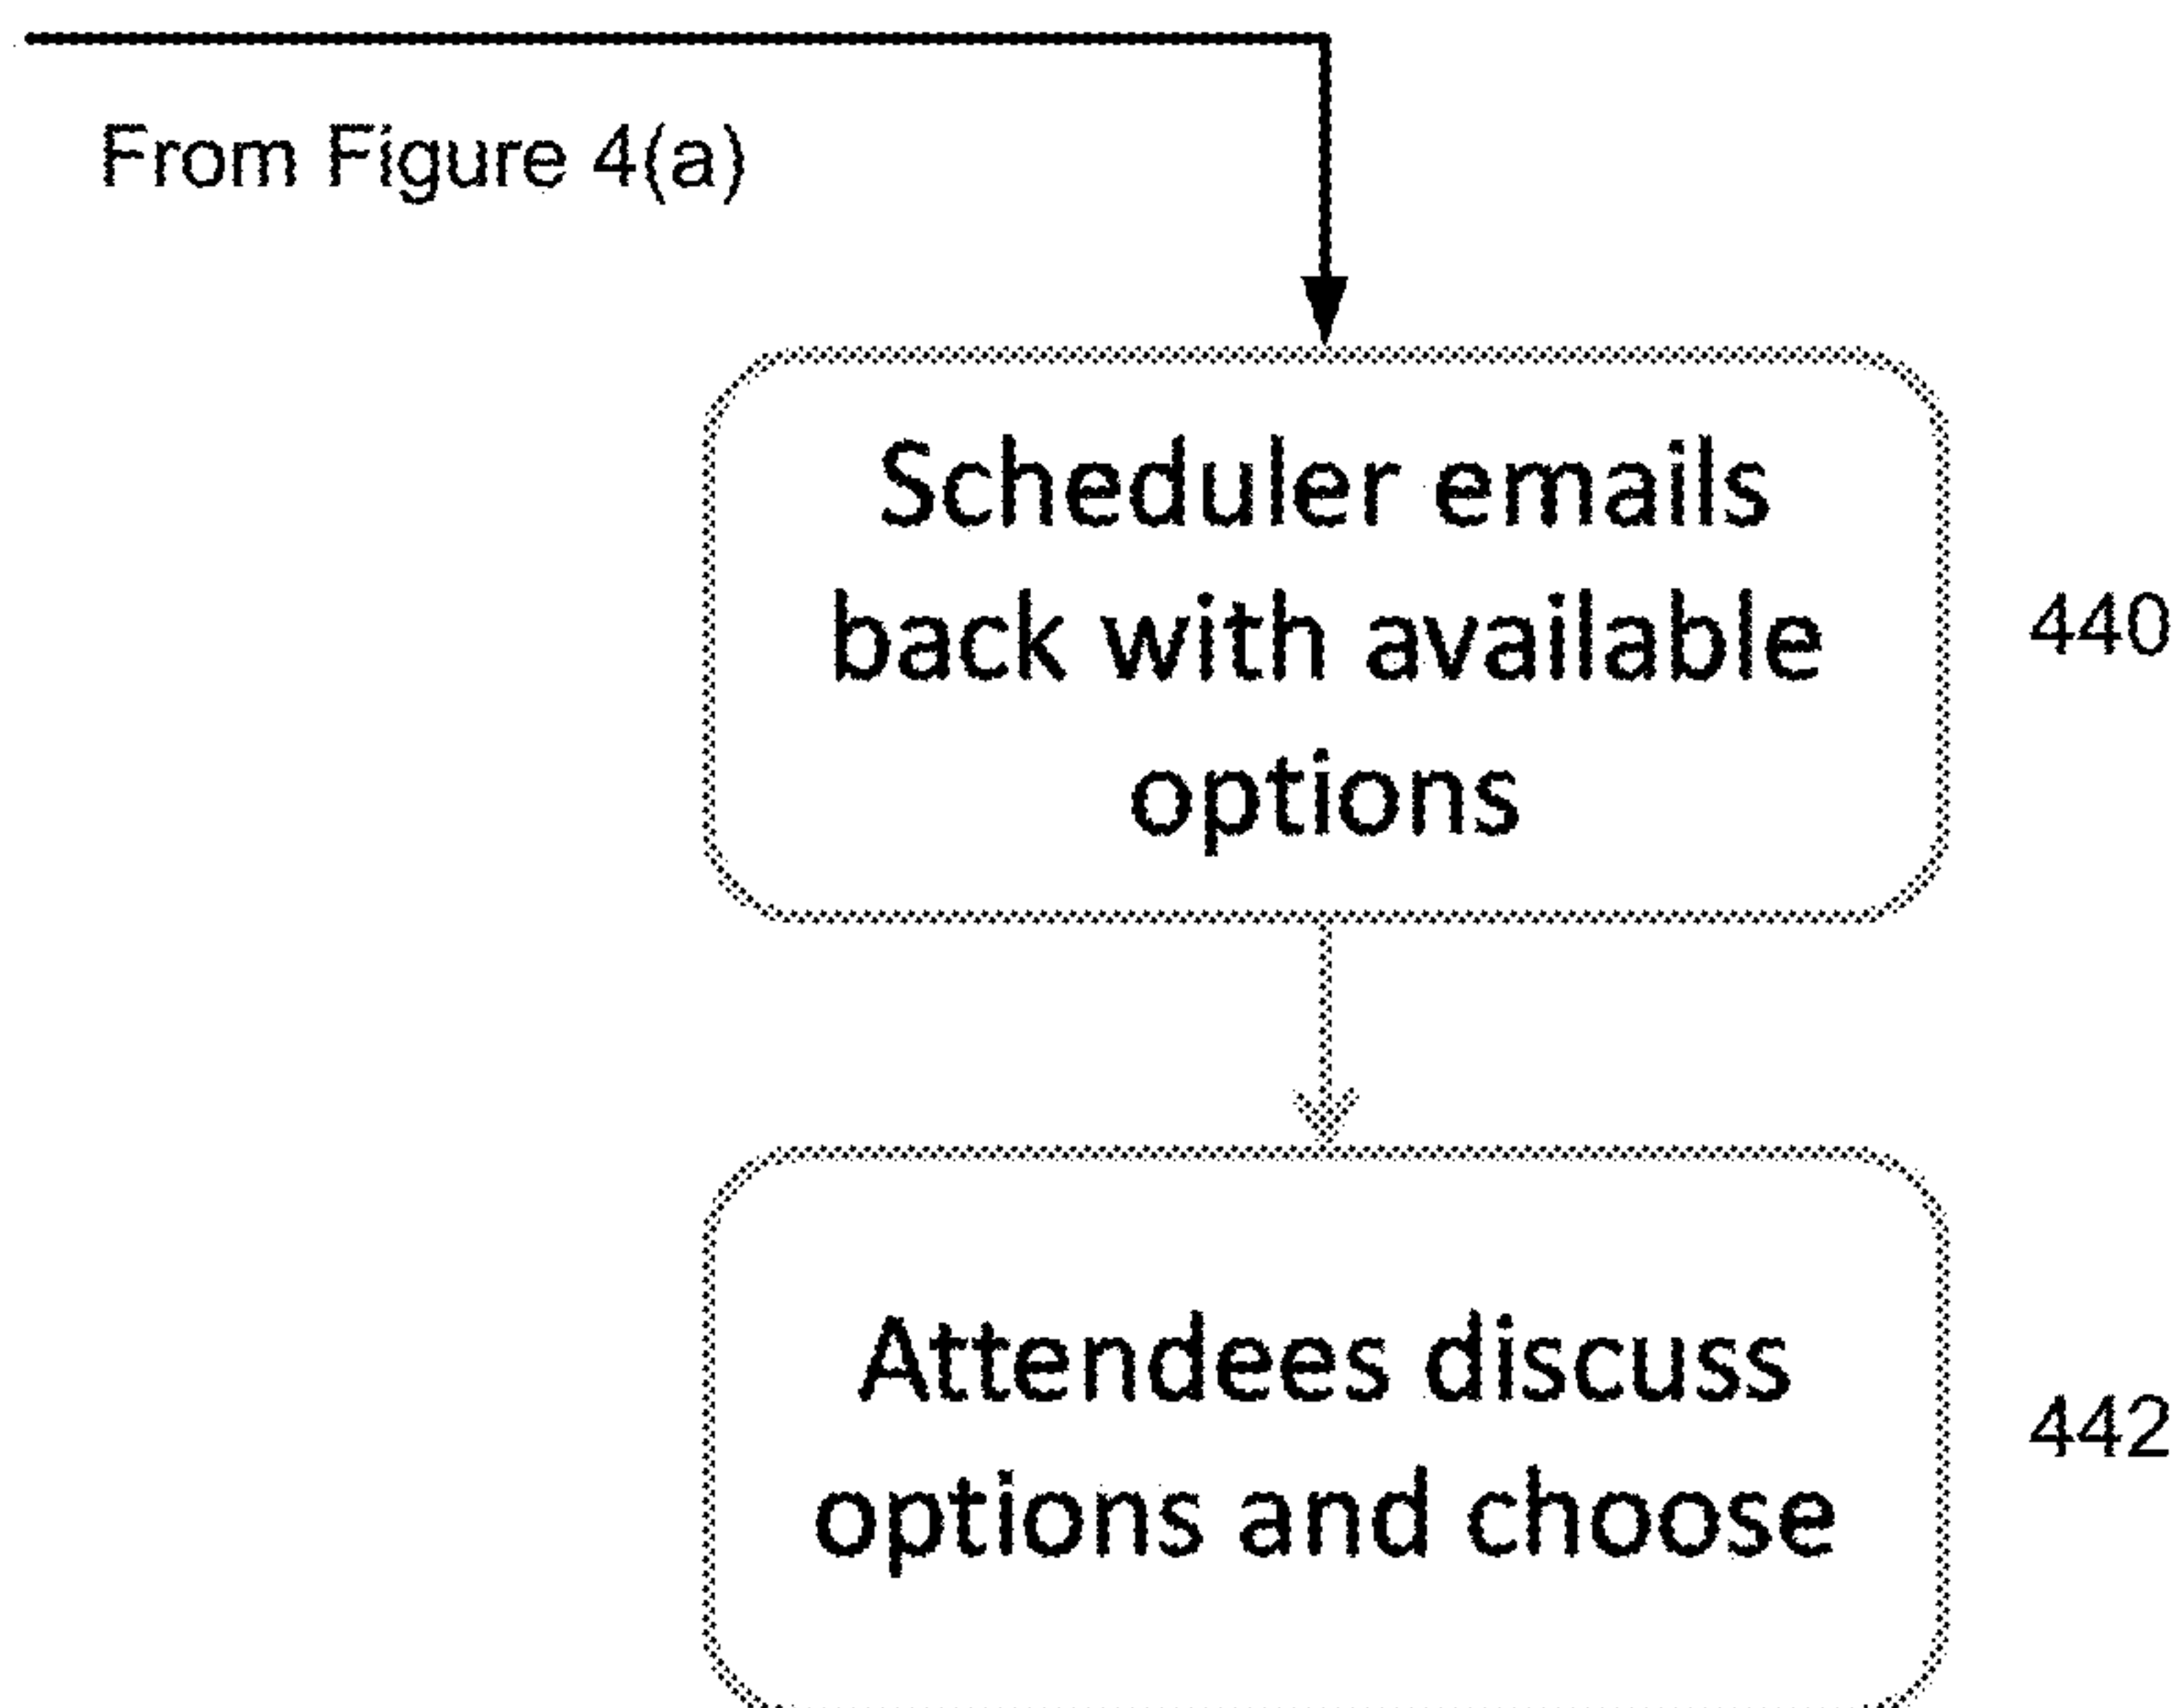 From Figure 4(a)
Scheduler emails
back with available
options
440
Attendees discuss
options and choose
442